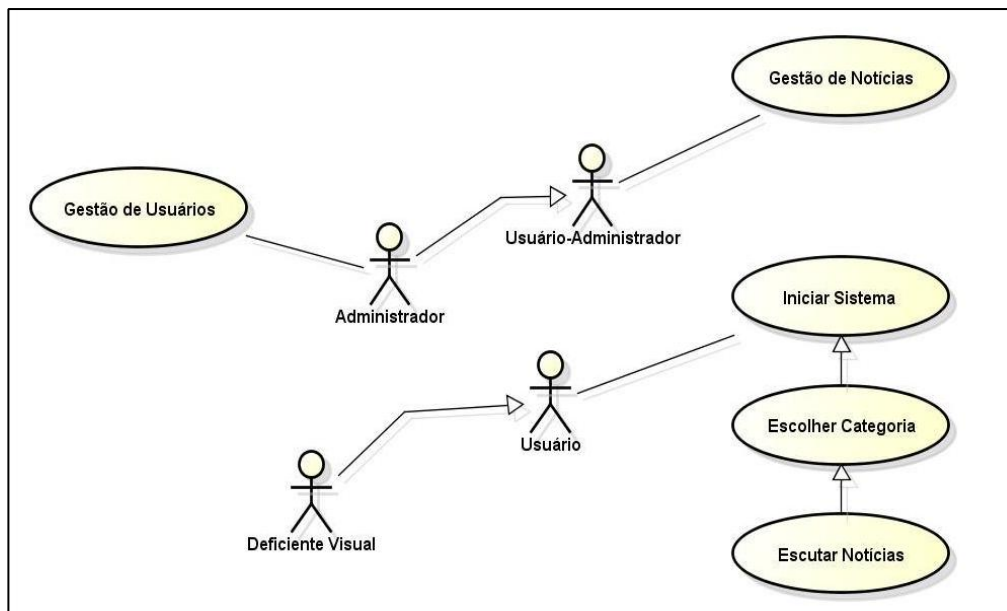 Gestão de Notícias
Gestão de Usuários
Usuário-Administrador
Administrador
Iniciar Sistema
Usuário
Escolher Categoria
Deficiente Visual
Escutar Notícias